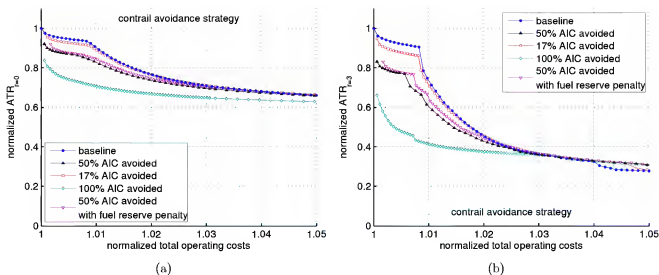 contrail avoidance strategy
1
0.8
0.6
0.4
0.2
0
normalized ATR r=0
baseline
50% AIC avoided
17% AIC avoided
100% AIC avoided
50% AIC avoided
with fuel reserve penalty
1 1.01 1.02 1.03 1.04 1.05
normalized total operating costs
(a)
baseline
50% AIC avoided
17% AIC avoided
100% AIC avoided
50% AIC avoided
with fuel reserve penalty
1
0.8
0.6
0.4
0.2
0
normalized ATR r=3
contrail avoidance strategy
1 1.01 1.02 1.03 1.04 1.05
normalized total operating costs
(b)